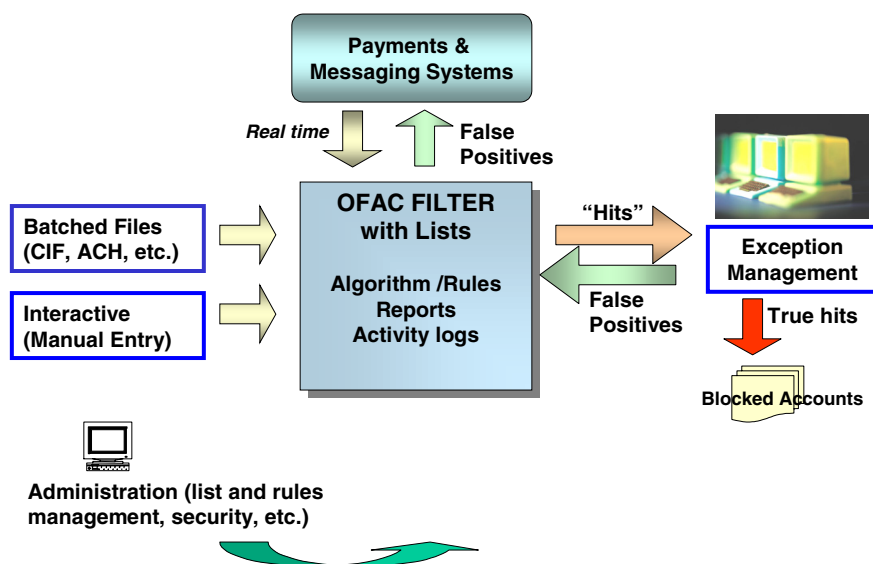 Payments &
Messaging Systems
Real time
False
Positives
OFAC FILTER
with Lists
Algorithm /Rules
Reports
Activity logs
Batched Files
(CIF, ACH, etc.)
Interactive
(Manual Entry)
“Hits”
False
Positives
Exception
Management
True hits
Blocked Accounts
Administration (list and rules
management, security, etc.)